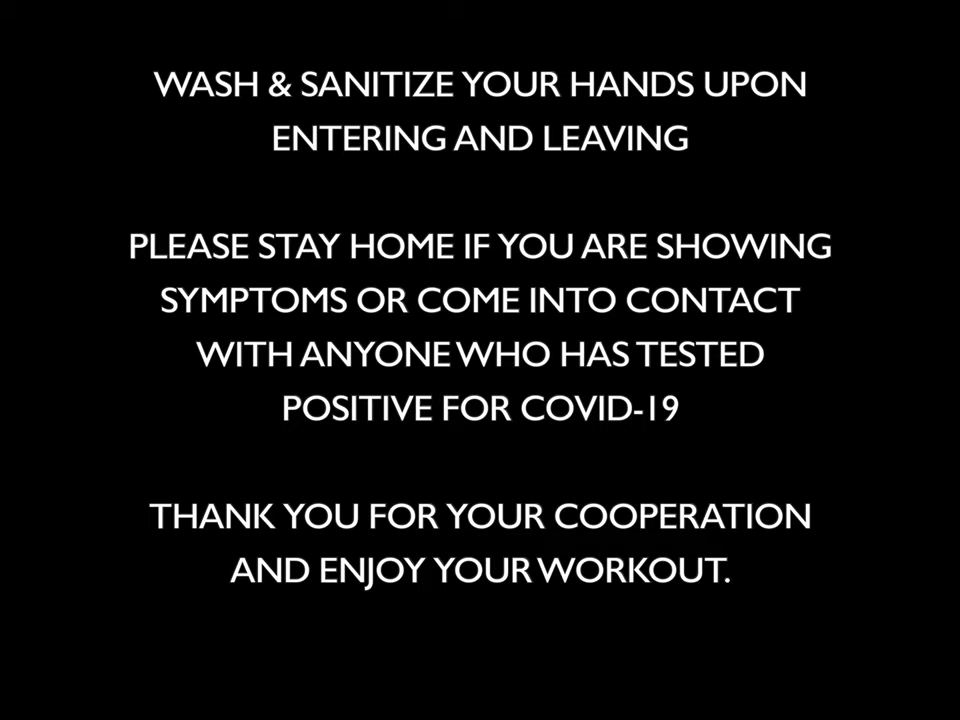 WASH & SANITIZE YOUR HANDS UPON
ENTERING AND LEAVING
PLEASE STAY HOME IF YOU ARE SHOWING
SYMPTOMS OR COME INTO CONTACT
WITH ANYONE WHO HAS TESTED
POSITIVE FOR COVID-19
THANK YOU FOR YOUR COOPERATION
AND ENJOY YOUR WORKOUT.